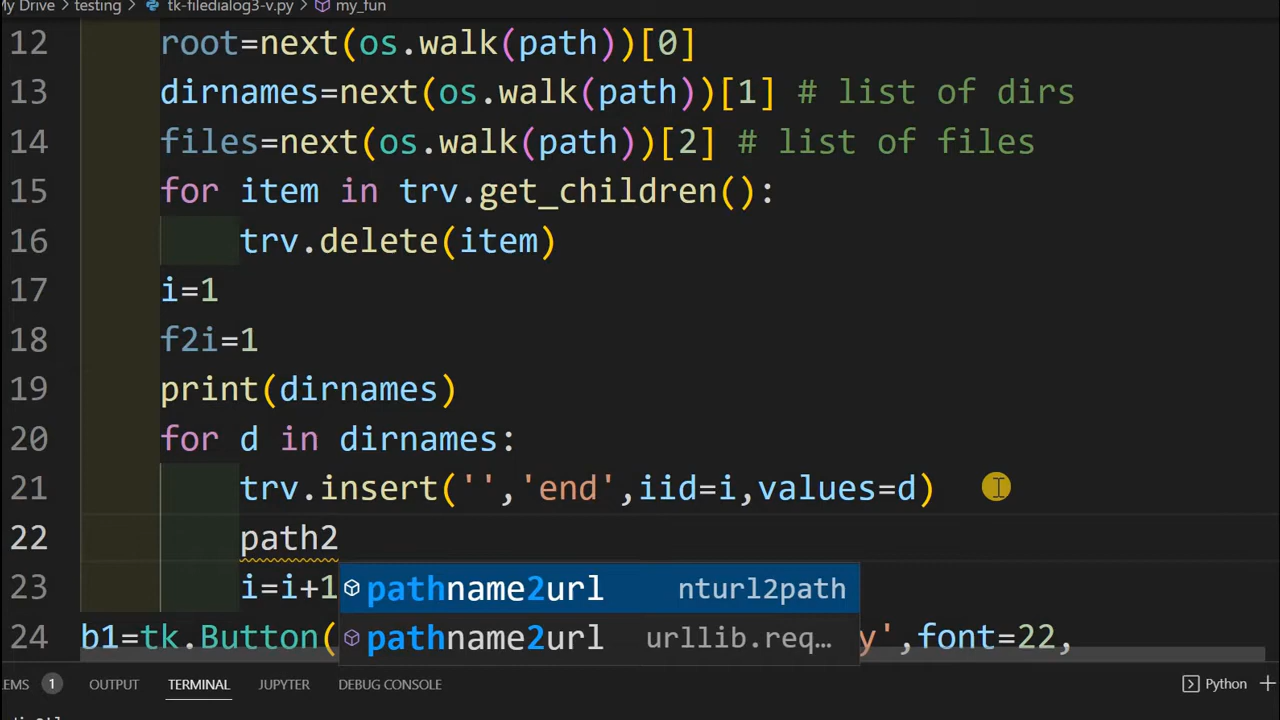 My Drive > testing > tk-filedialog3-v.py > my_fun
12 root=next(os.walk(path))[0]
13 dirnames=next(os.walk(path))[1] # list of dirs
14 files=next(os.walk(path))[2] # list of files
15 for item in trv.get_children():
16 trv.delete(item)
17 i=1
18 f2i=1
19 print(dirnames)
20 for d in dirnames:
21 trv.insert('','end',iid=i,values=d)
22 path2
23 i=i+1
pathname2url nturl2path
pathname2url urllib.req...
24 b1=tk.Button( y',font=22,
LEMS 1 OUTPUT TERMINAL JUPYTER DEBUG CONSOLE Python